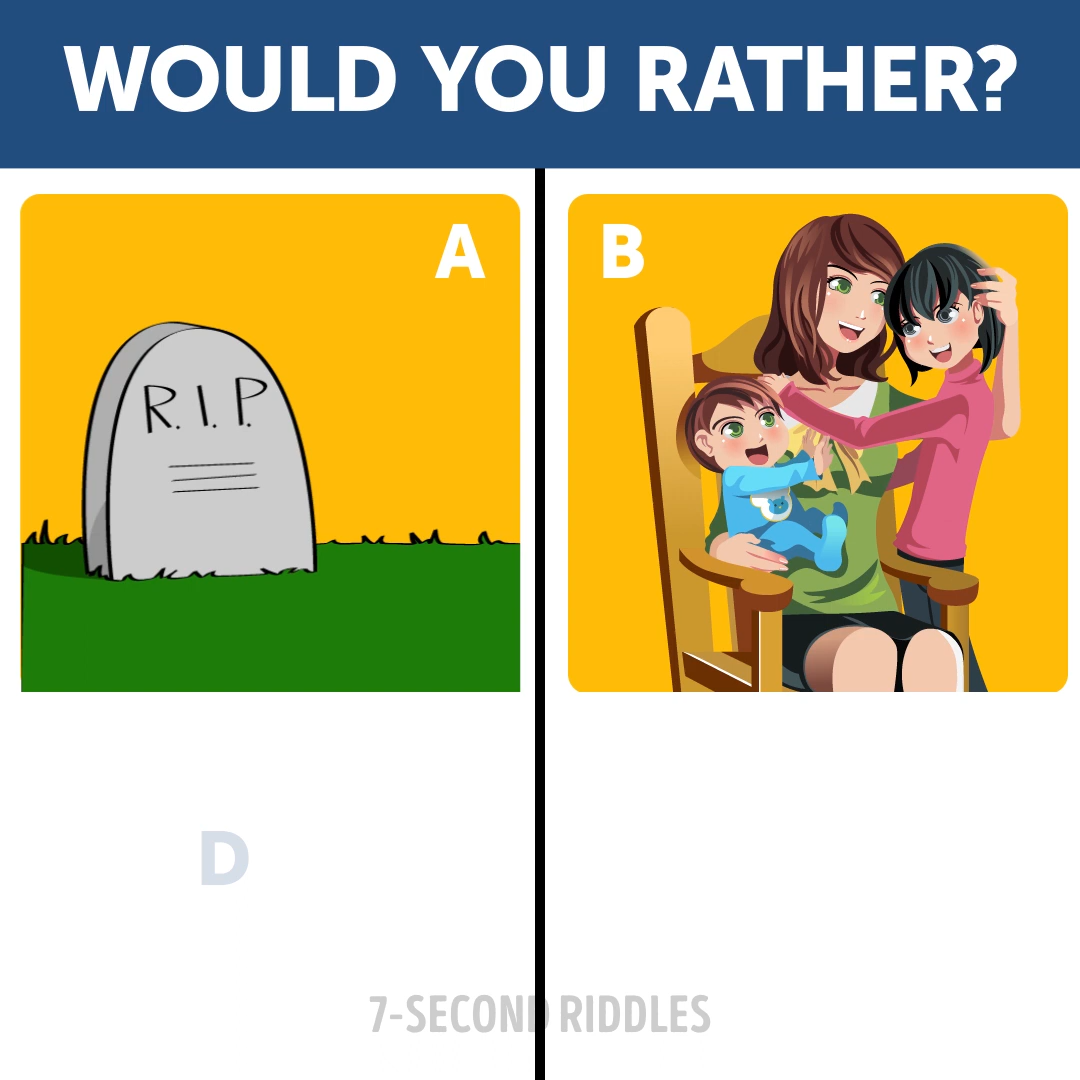 WOULD YOU RATHER?
A
B
R. I. P.
D
7-SECOND RIDDLES